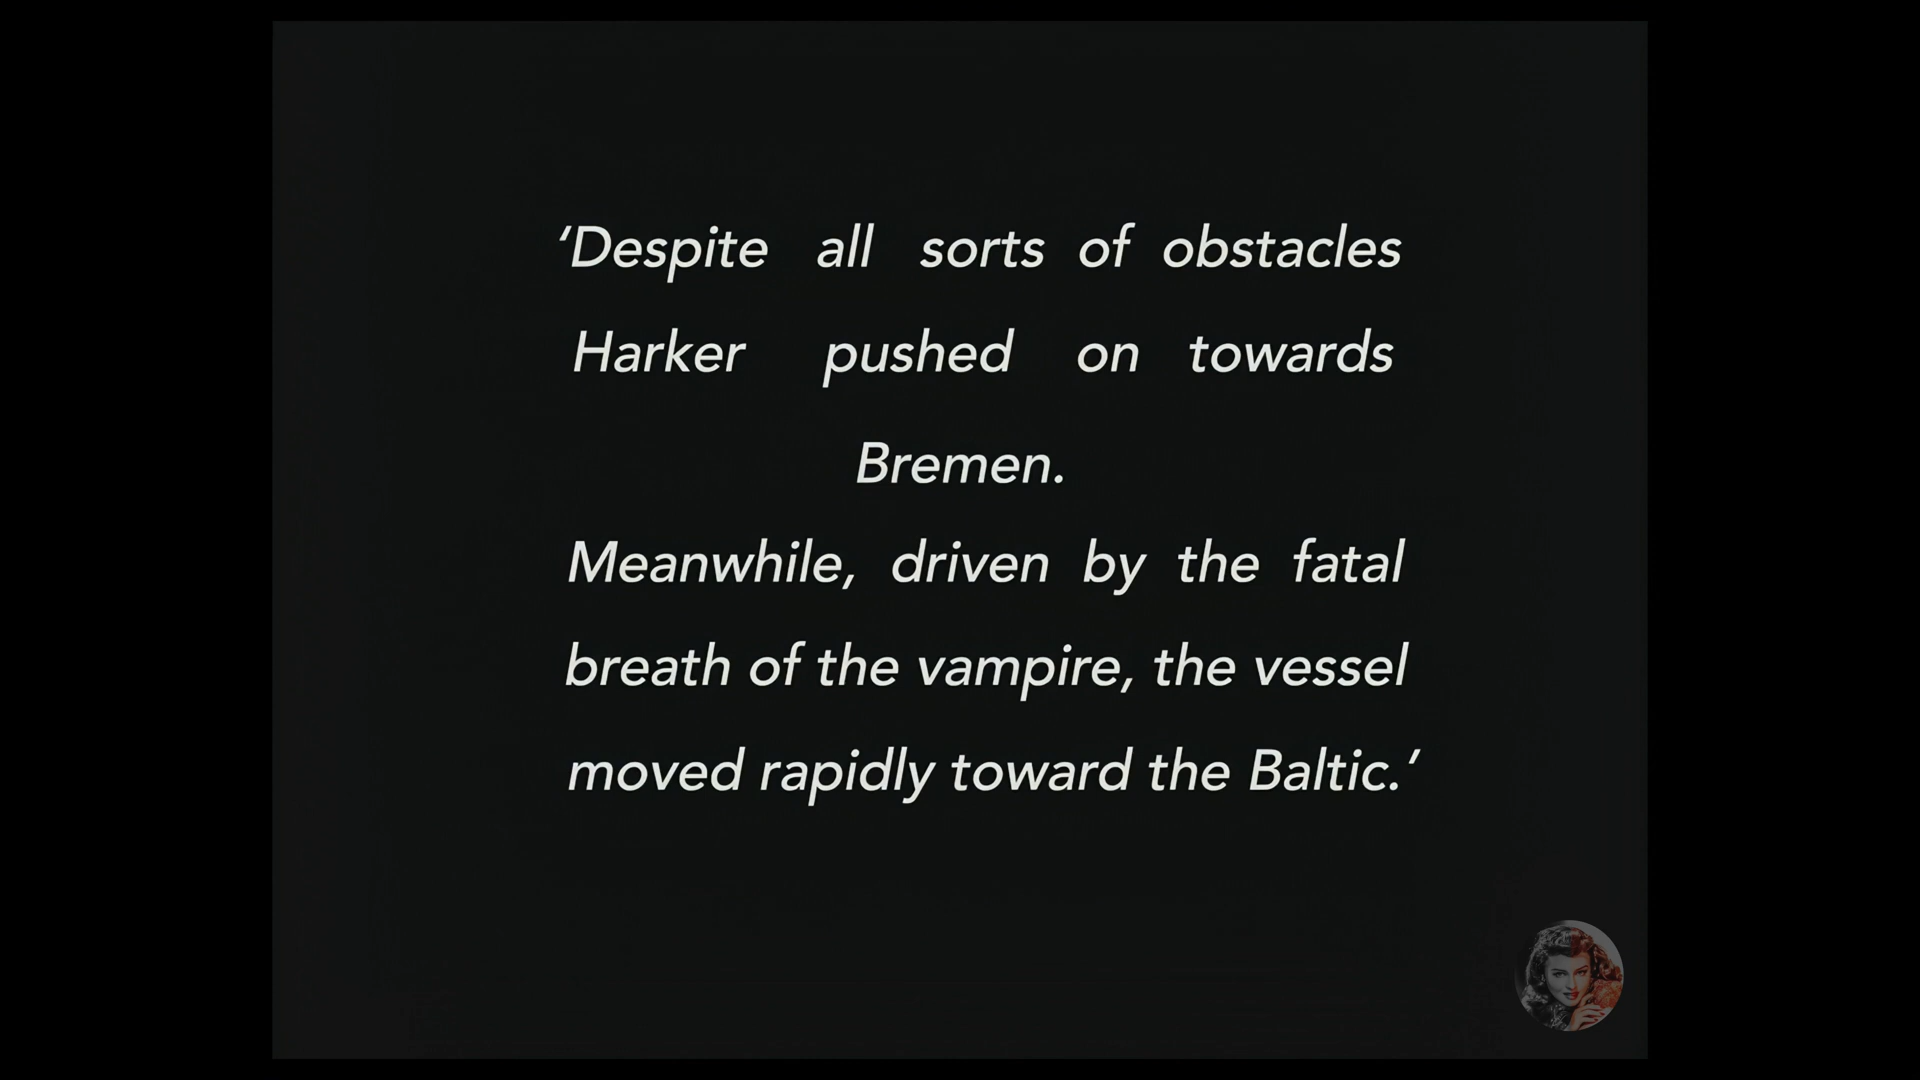 ‘Despite all sorts of obstacles
Harker pushed on towards
Bremen.
Meanwhile, driven by the fatal
breath of the vampire, the vessel
moved rapidly toward the Baltic.’